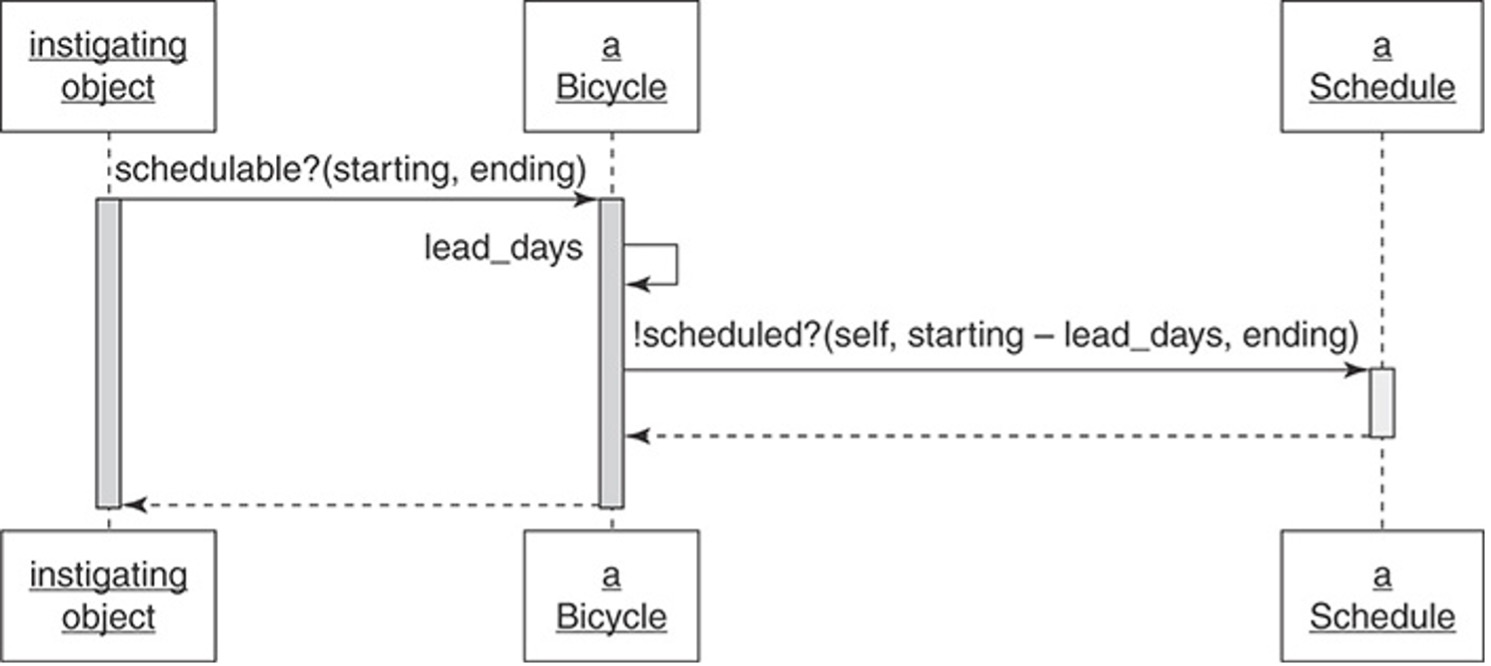 instigating
object
a
Bicycle
a
Schedule
schedulable?(starting, ending)
lead_days
!scheduled?(self, starting – lead_days, ending)
instigating
object
a
Bicycle
a
Schedule